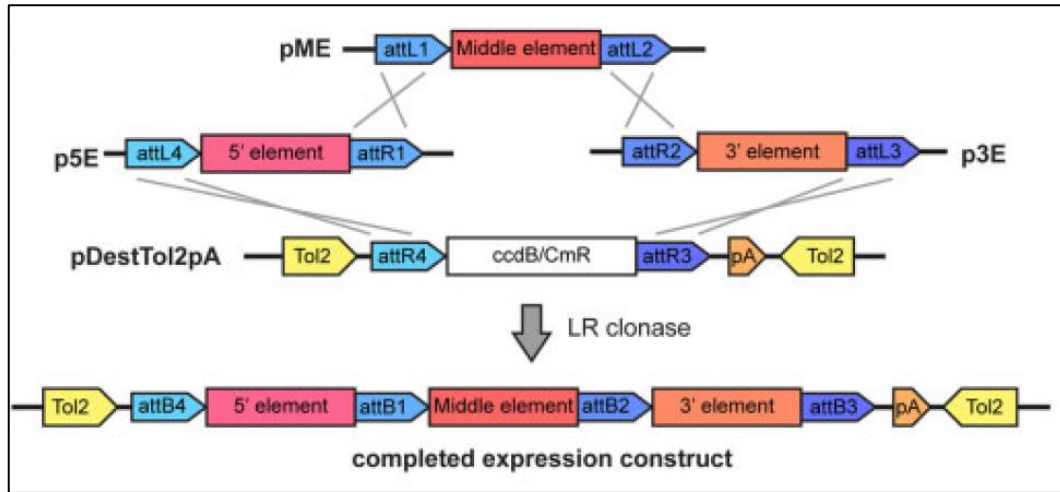 pME attL1 Middle element attL2
p5E attL4 5' element attR1 attR2 3' element attL3 p3E
pDestTol2pA Tol2 attR4 ccdB/CmR attR3 pA Tol2
LR clonase
Tol2 attB4 5' element attB1 Middle element attB2 3' element attB3 pA Tol2
completed expression construct